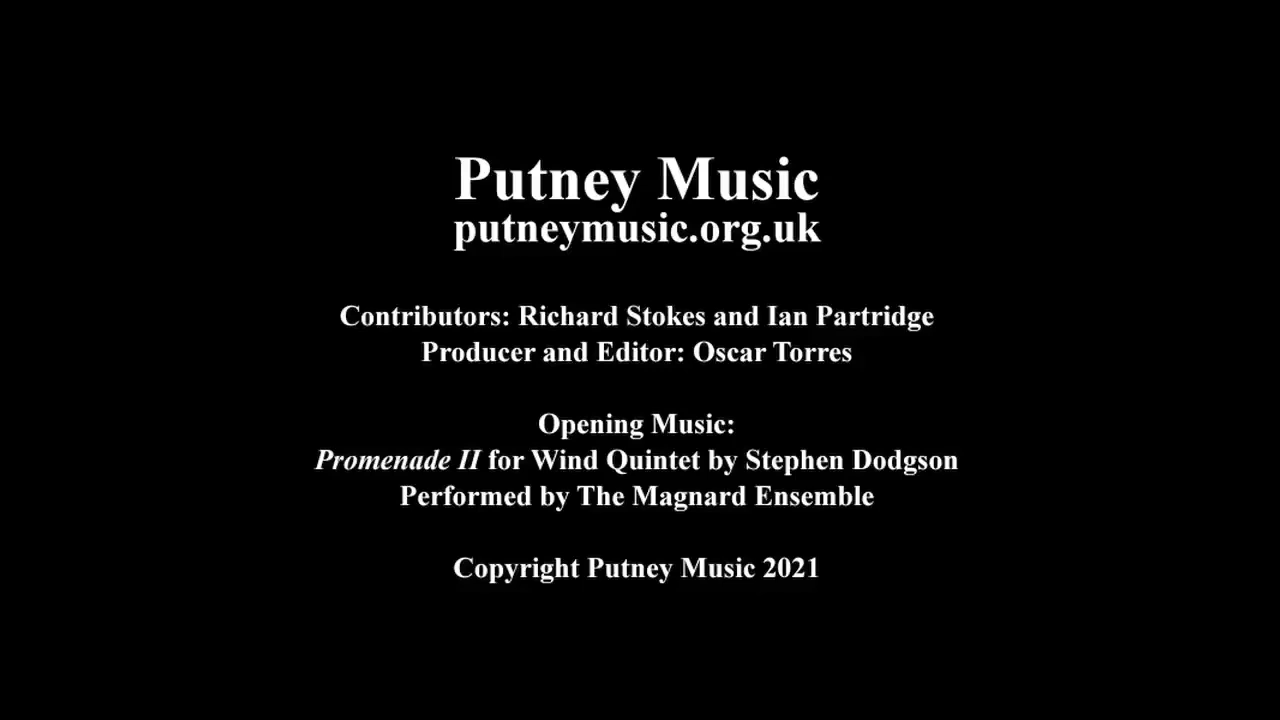 Putney Music
putneymusic.org.uk
Contributors: Richard Stokes and Ian Partridge
Producer and Editor: Oscar Torres
Opening Music:
Promenade II for Wind Quintet by Stephen Dodgson
Performed by The Magnard Ensemble
Copyright Putney Music 2021